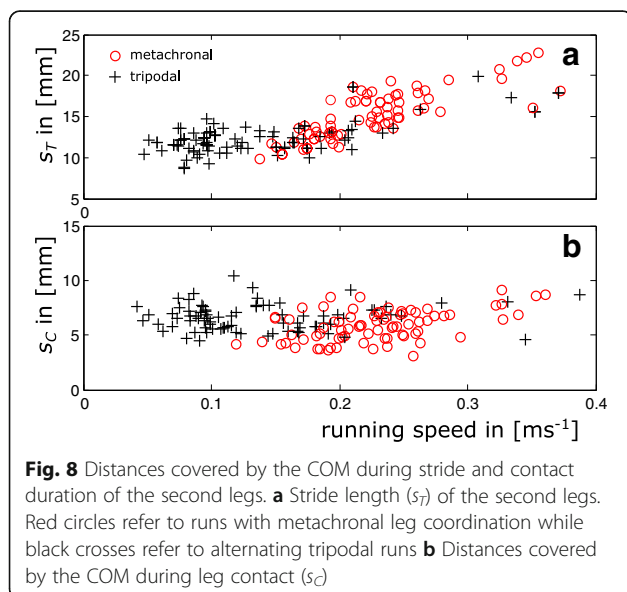 a
metachronal
tripodal
s_T in [mm]
25
20
15
10
5
0
b
s_C in [mm]
15
10
5
0
0 0.1 0.2 0.3 0.4
running speed in [ms⁻¹]
Fig. 8 Distances covered by the COM during stride and contact
duration of the second legs. a Stride length (s_T) of the second legs.
Red circles refer to runs with metachronal leg coordination while
black crosses refer to alternating tripodal runs b Distances covered
by the COM during leg contact (s_C)